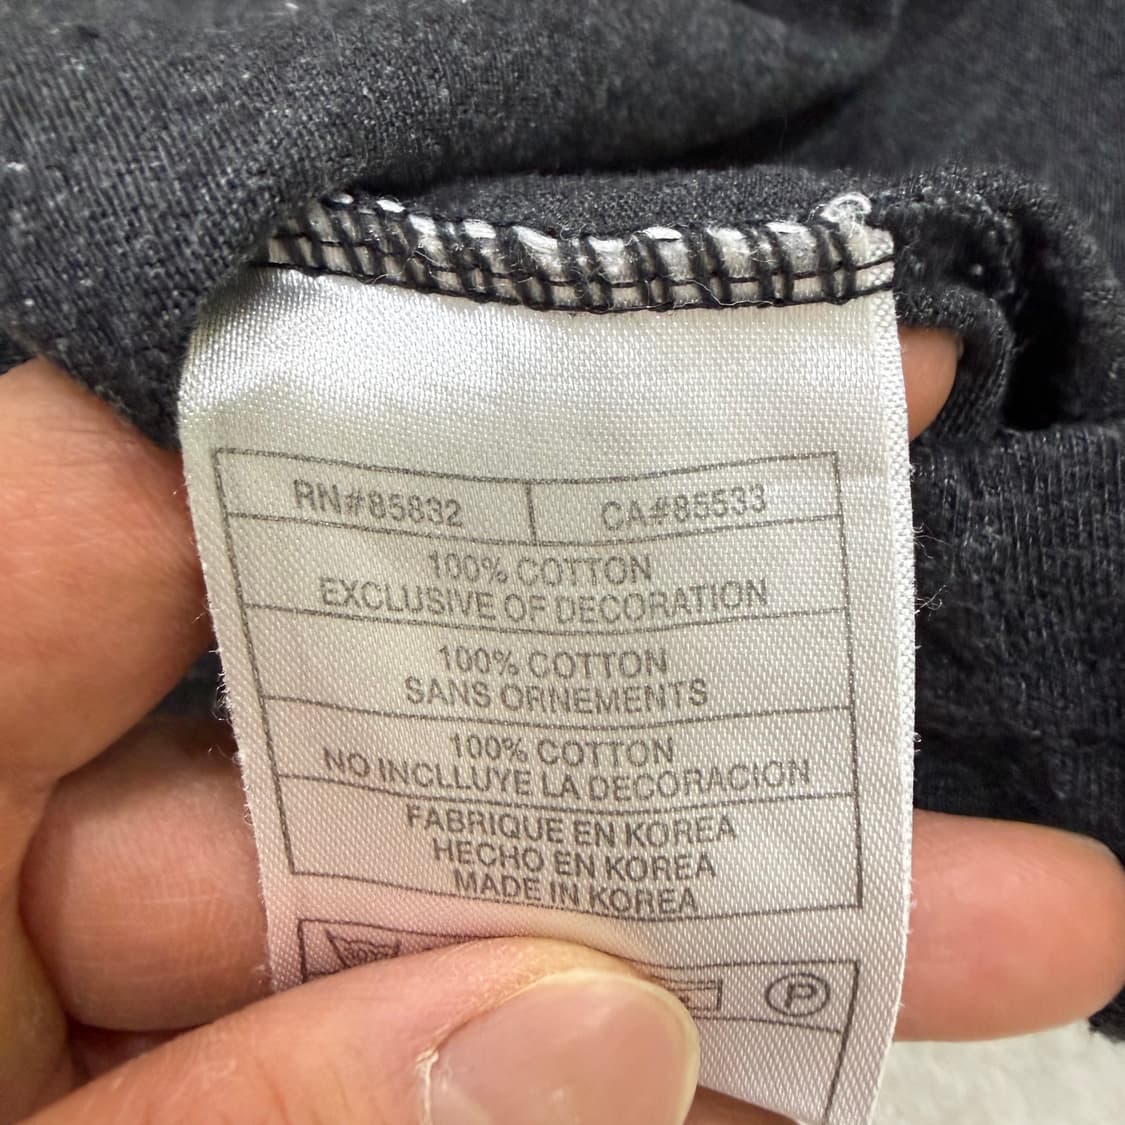 RN#85832 CA#85533
100% COTTON
EXCLUSIVE OF DECORATION
100% COTTON
SANS ORNEMENTS
100% COTTON
NO INCLLUYE LA DECORACION
FABRIQUE EN KOREA
HECHO EN KOREA
MADE IN KOREA
P